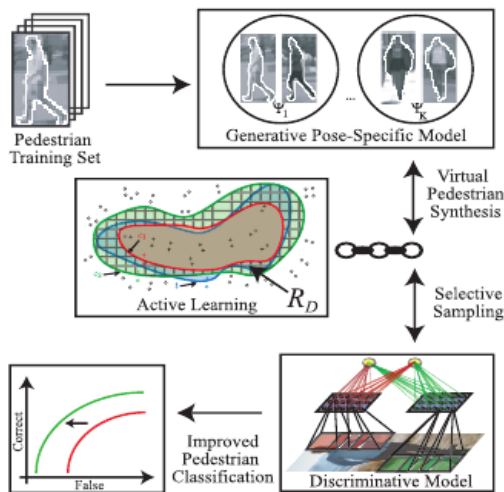 Pedestrian
Training Set
Ψ1
...
ΨK
Generative Pose-Specific Model
Virtual
Pedestrian
Synthesis
Active Learning
RD
Selective
Sampling
Correct
False
Improved
Pedestrian
Classification
Discriminative Model